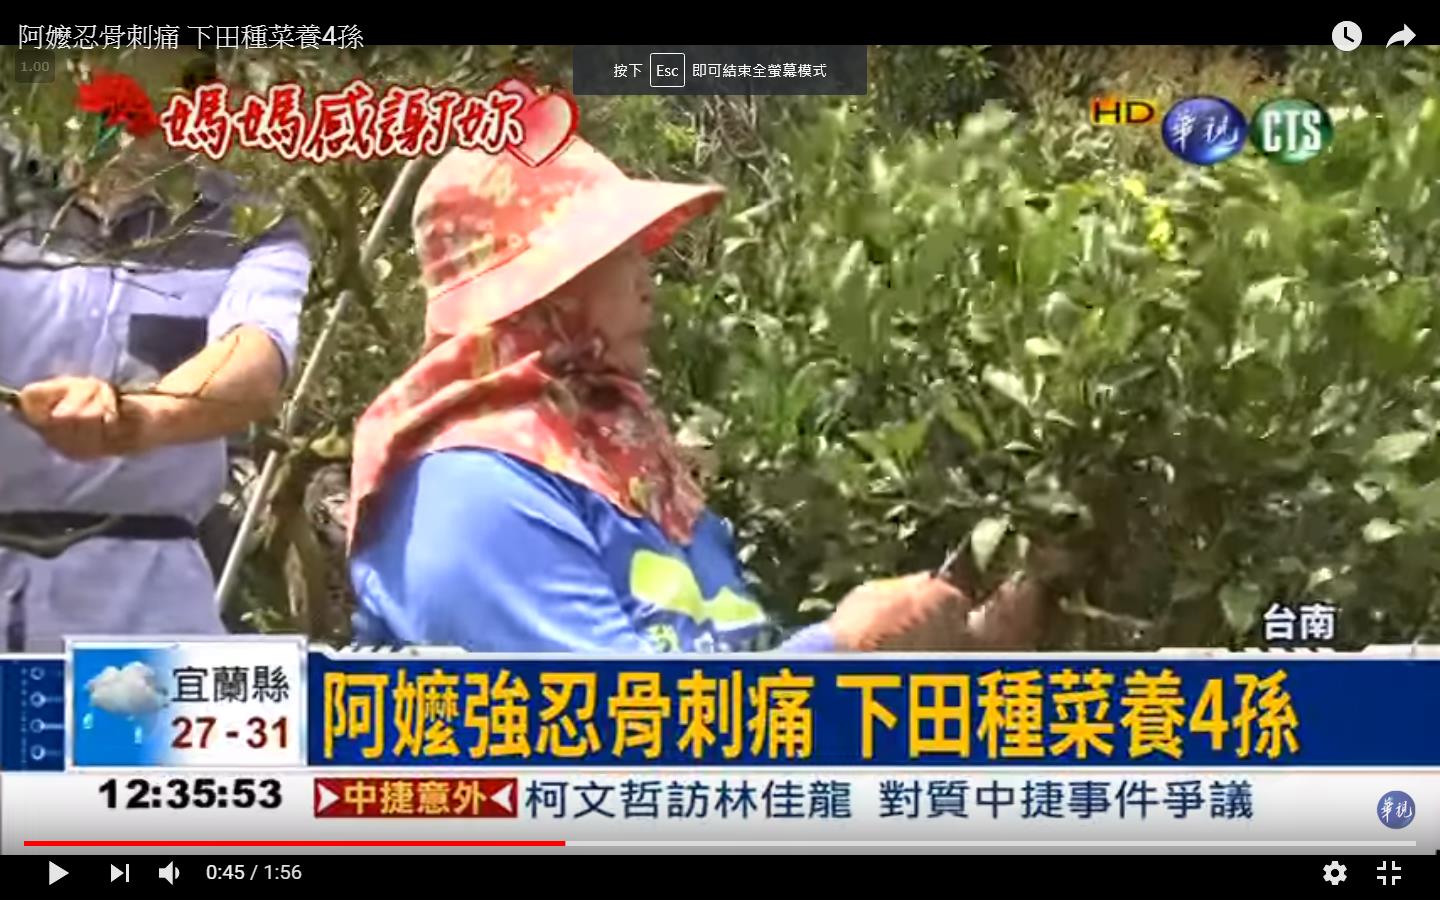 阿嬤忍骨刺痛 下田種菜養4孫
1.00
按下 Esc 即可結束全螢幕模式
媽媽感謝妳
HD 華視 CTS
台南
宜蘭縣
27-31
阿嬤強忍骨刺痛 下田種菜養4孫
12:35:53
中捷意外 柯文哲訪林佳龍 對質中捷事件爭議
華視
0:45 / 1:56